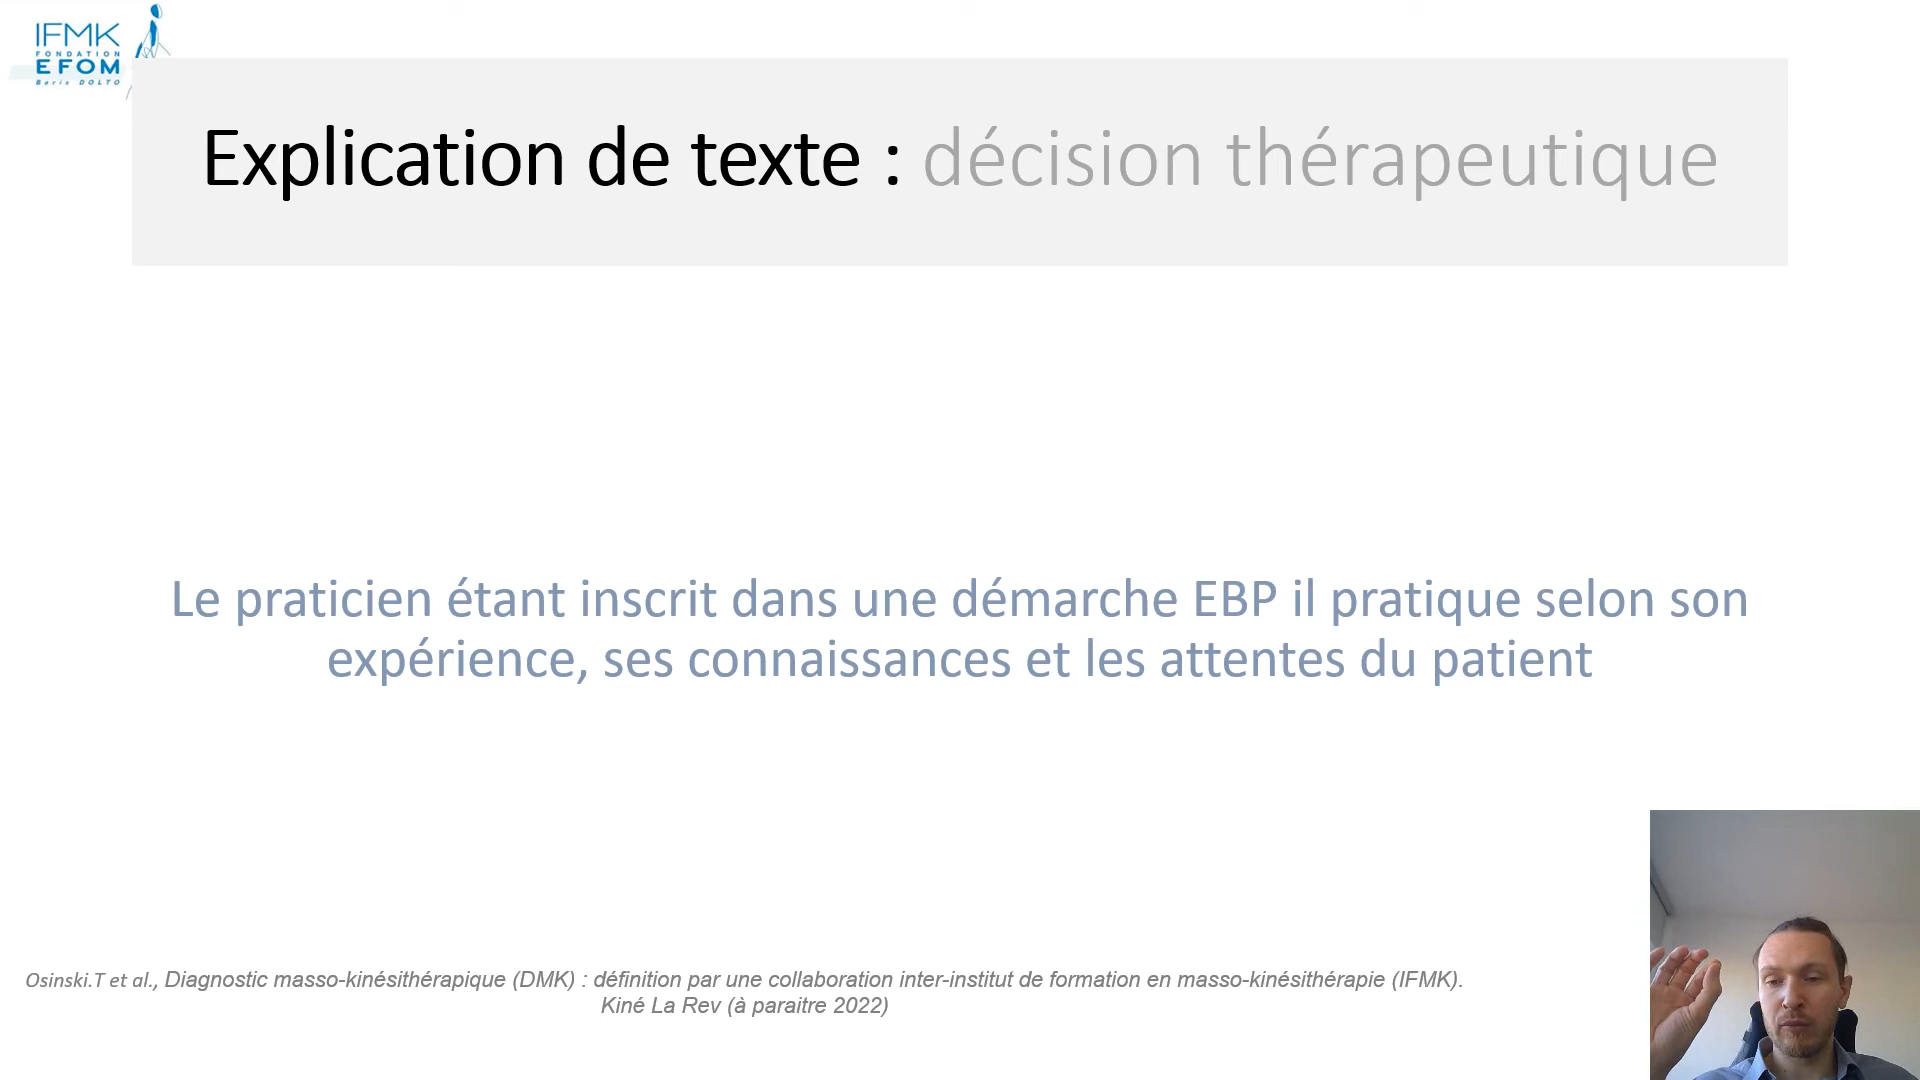 IFMK
FONDATION
EFOM
Boris DOLTO
Explication de texte : décision thérapeutique
Le praticien étant inscrit dans une démarche EBP il pratique selon son
expérience, ses connaissances et les attentes du patient
Osinski.T et al., Diagnostic masso-kinésithérapique (DMK) : définition par une collaboration inter-institut de formation en masso-kinésithérapie (IFMK).
Kiné La Rev (à paraitre 2022)